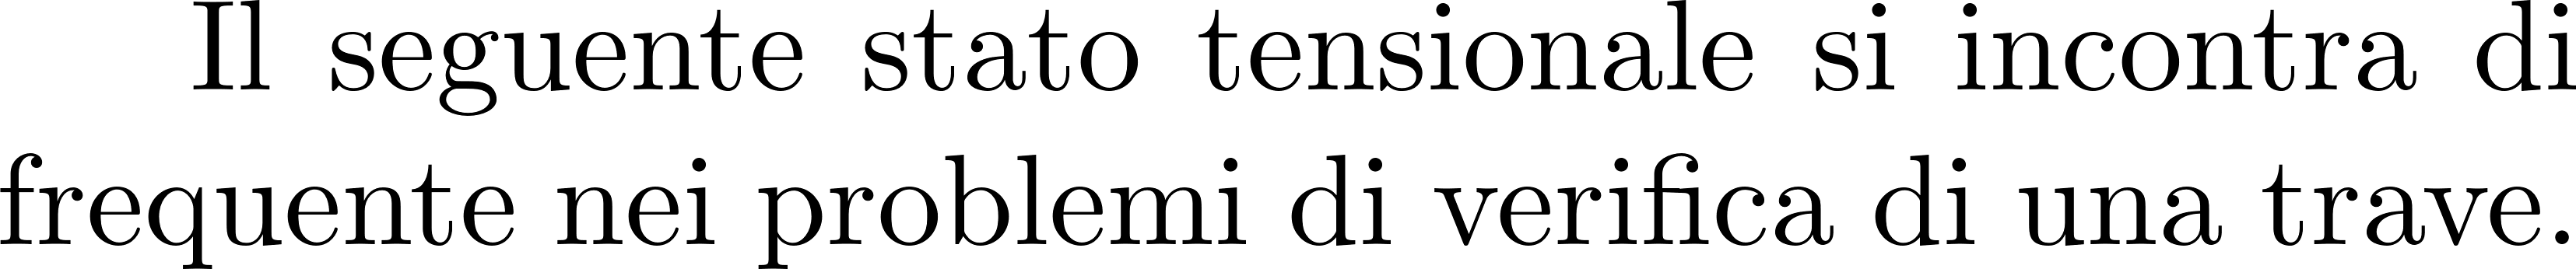 Il seguente stato tensionale si incontra di
frequente nei problemi di verifica di una trave.